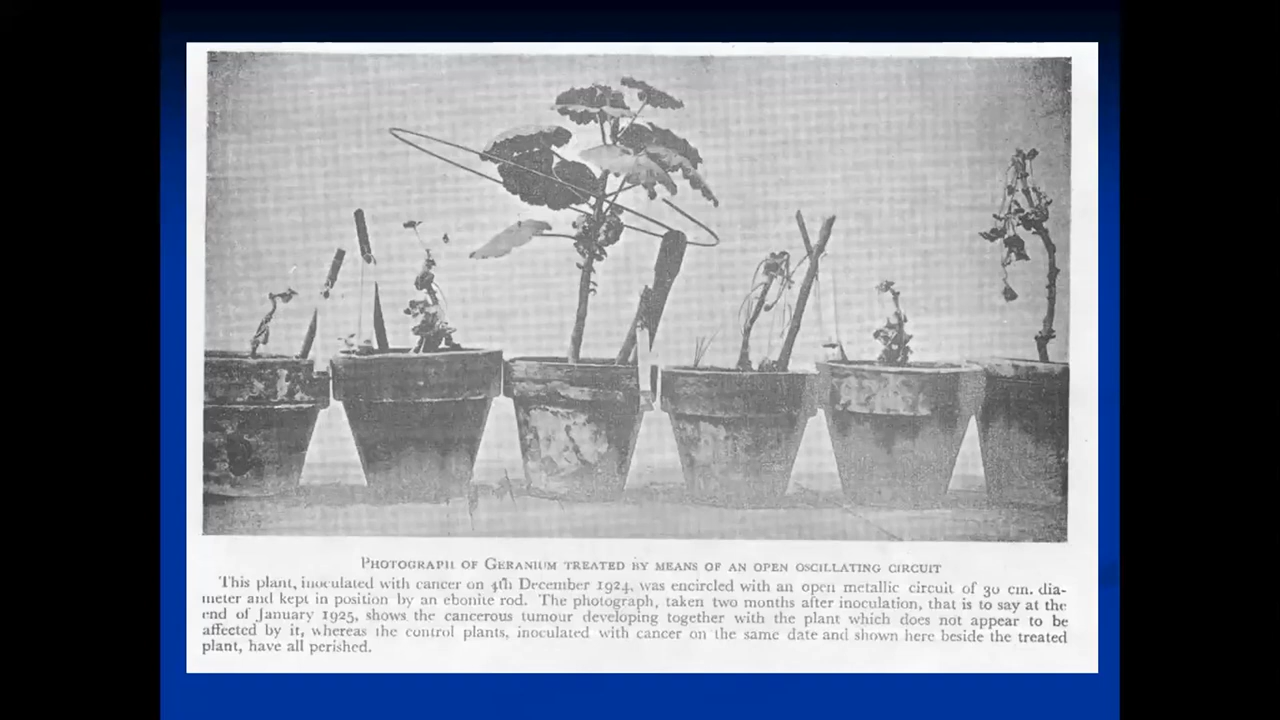 PHOTOGRAPH OF GERANIUM TREATED BY MEANS OF AN OPEN OSCILLATING CIRCUIT
This plant, inoculated with cancer on 4th December 1924, was encircled with an open metallic circuit of 30 cm. dia-
meter and kept in position by an ebonite rod. The photograph, taken two months after inoculation, that is to say at the
end of January 1925, shows the cancerous tumour developing together with the plant which does not appear to be
affected by it, whereas the control plants, inoculated with cancer on the same date and shown here beside the treated
plant, have all perished.